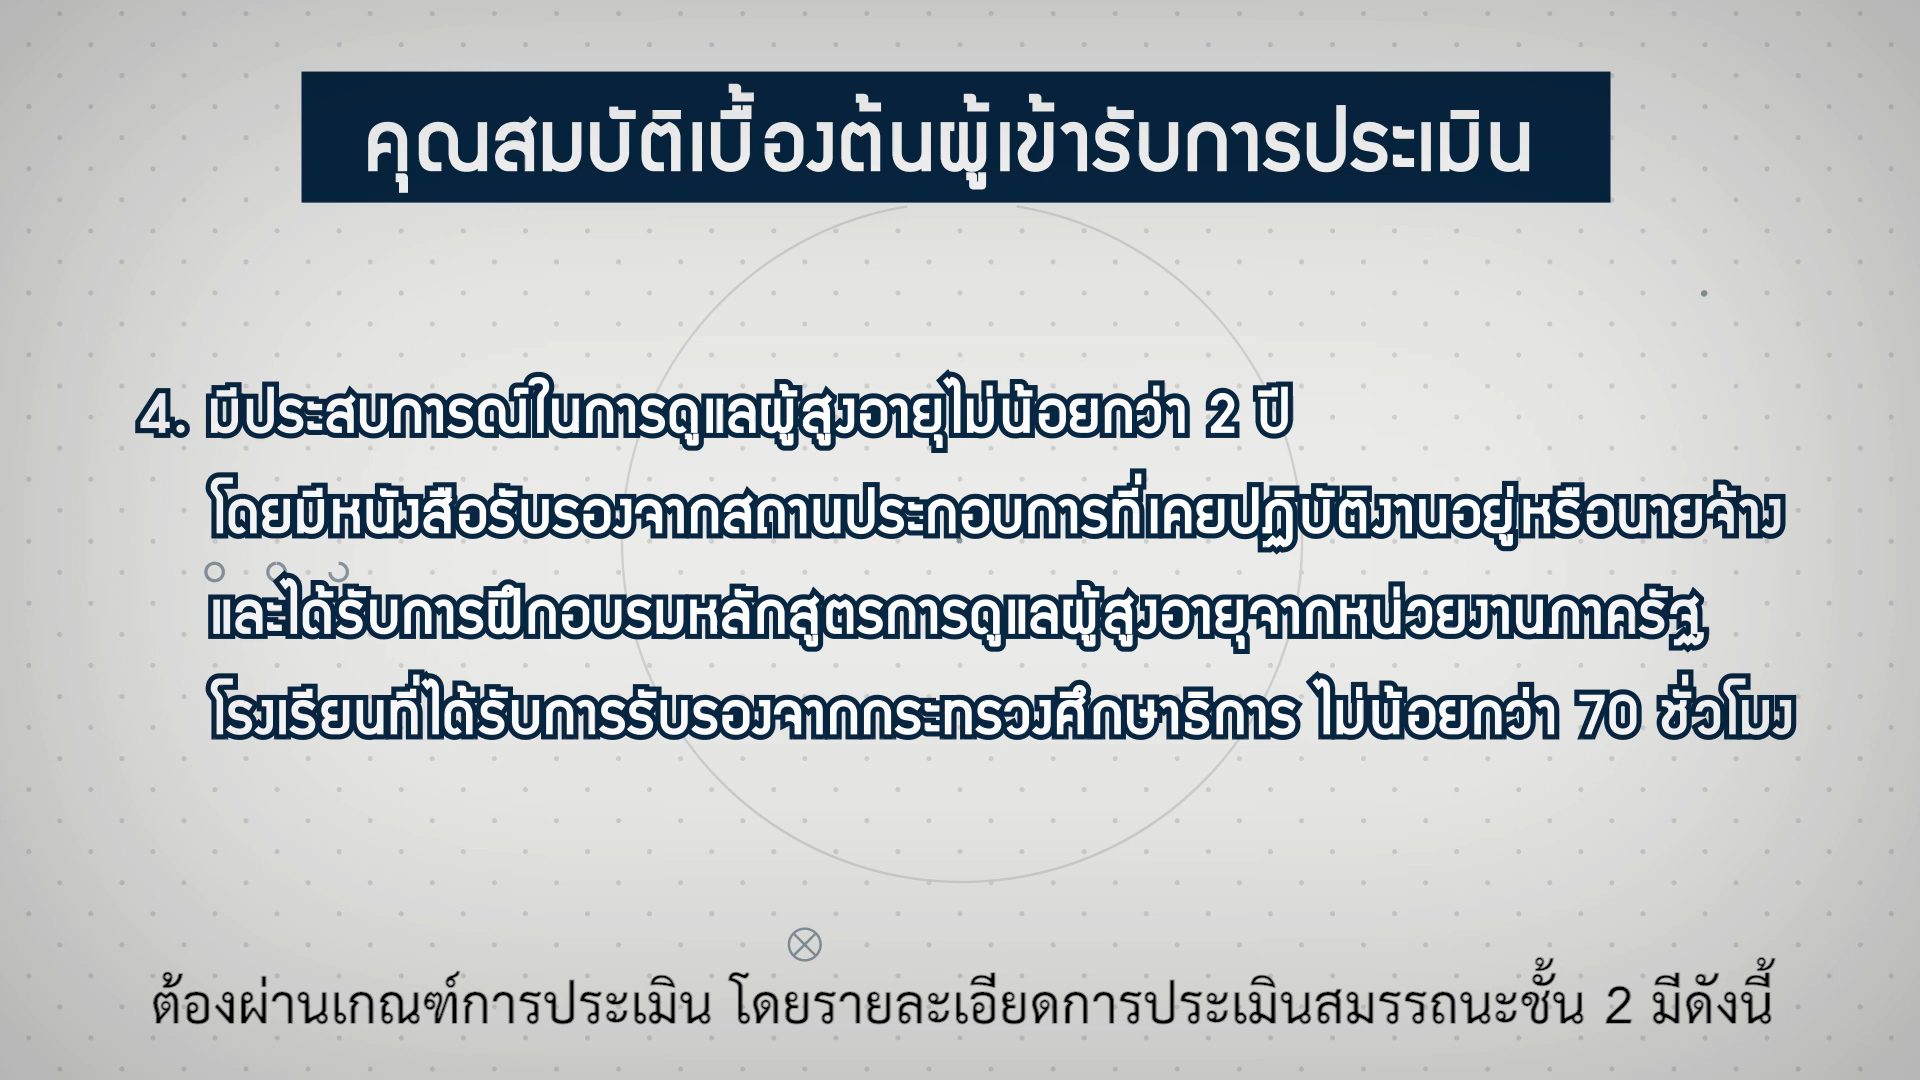 คุณสมบัติเบื้องต้นผู้เข้ารับการประเมิน
4. มีประสบการณ์ในการดูแลผู้สูงอายุไม่น้อยกว่า 2 ปี
โดยมีหนังสือรับรองจากสถานประกอบการที่เคยปฏิบัติงานอยู่หรือนายจ้าง
และได้รับการฝึกอบรมหลักสูตรการดูแลผู้สูงอายุจากหน่วยงานภาครัฐ
โรงเรียนที่ได้รับการรับรองจากกระทรวงศึกษาธิการ ไม่น้อยกว่า 70 ชั่วโมง
ต้องผ่านเกณฑ์การประเมิน โดยรายละเอียดการประเมินสมรรถนะชั้น 2 มีดังนี้